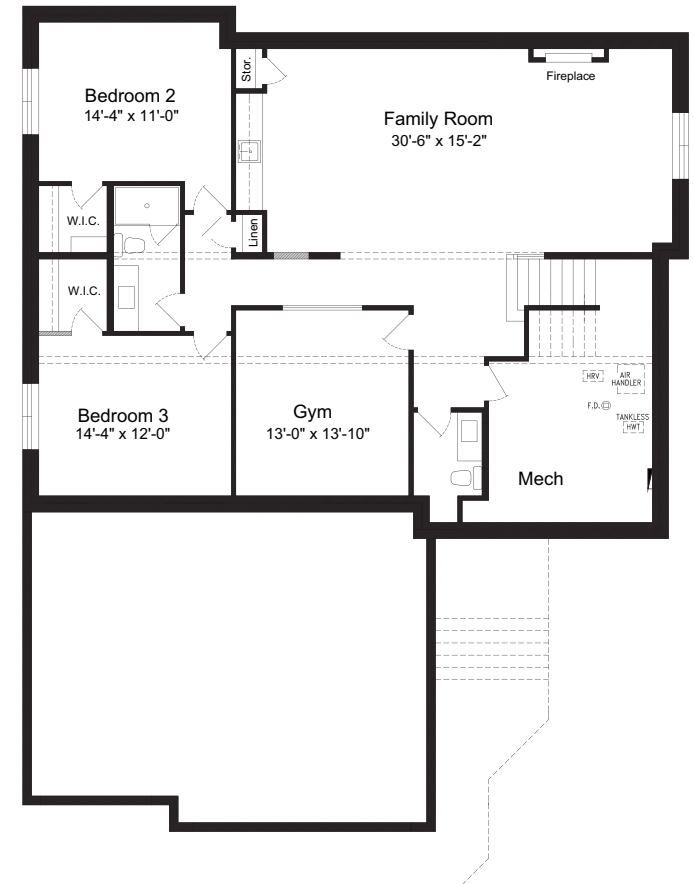 Stor.
Fireplace
Bedroom 2
14'-4" x 11'-0"
Family Room
30'-6" x 15'-2"
W.I.C.
Linen
W.I.C.
HRV
AIR
HANDLER
F.D.
TANKLESS
HWT
Bedroom 3
14'-4" x 12'-0"
Gym
13'-0" x 13'-10"
Mech